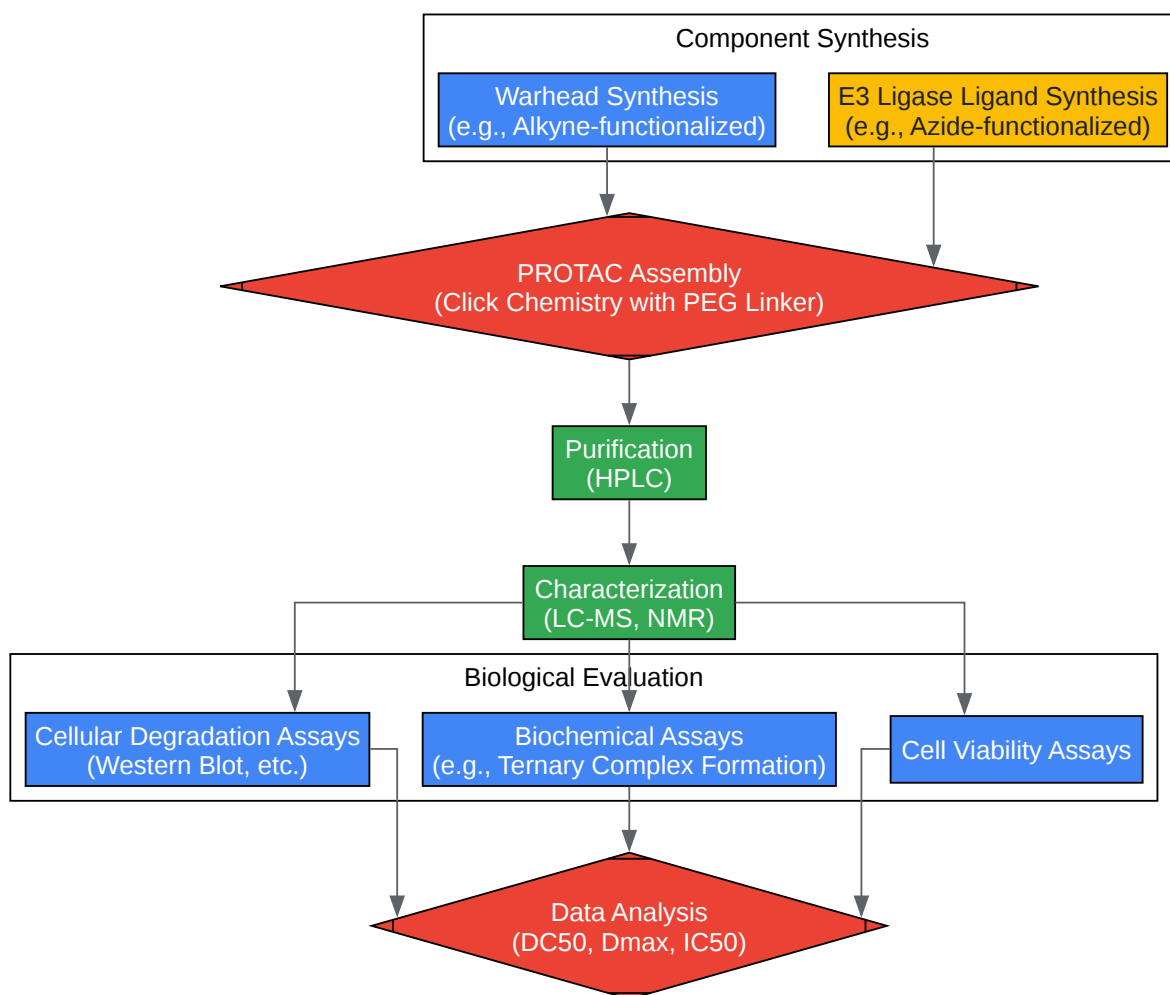 Component Synthesis
Warhead Synthesis
(e.g., Alkyne-functionalized)
E3 Ligase Ligand Synthesis
(e.g., Azide-functionalized)
PROTAC Assembly
(Click Chemistry with PEG Linker)
Purification
(HPLC)
Characterization
(LC-MS, NMR)
Biological Evaluation
Cellular Degradation Assays
(Western Blot, etc.)
Biochemical Assays
(e.g., Ternary Complex Formation)
Cell Viability Assays
Data Analysis
(DC50, Dmax, IC50)